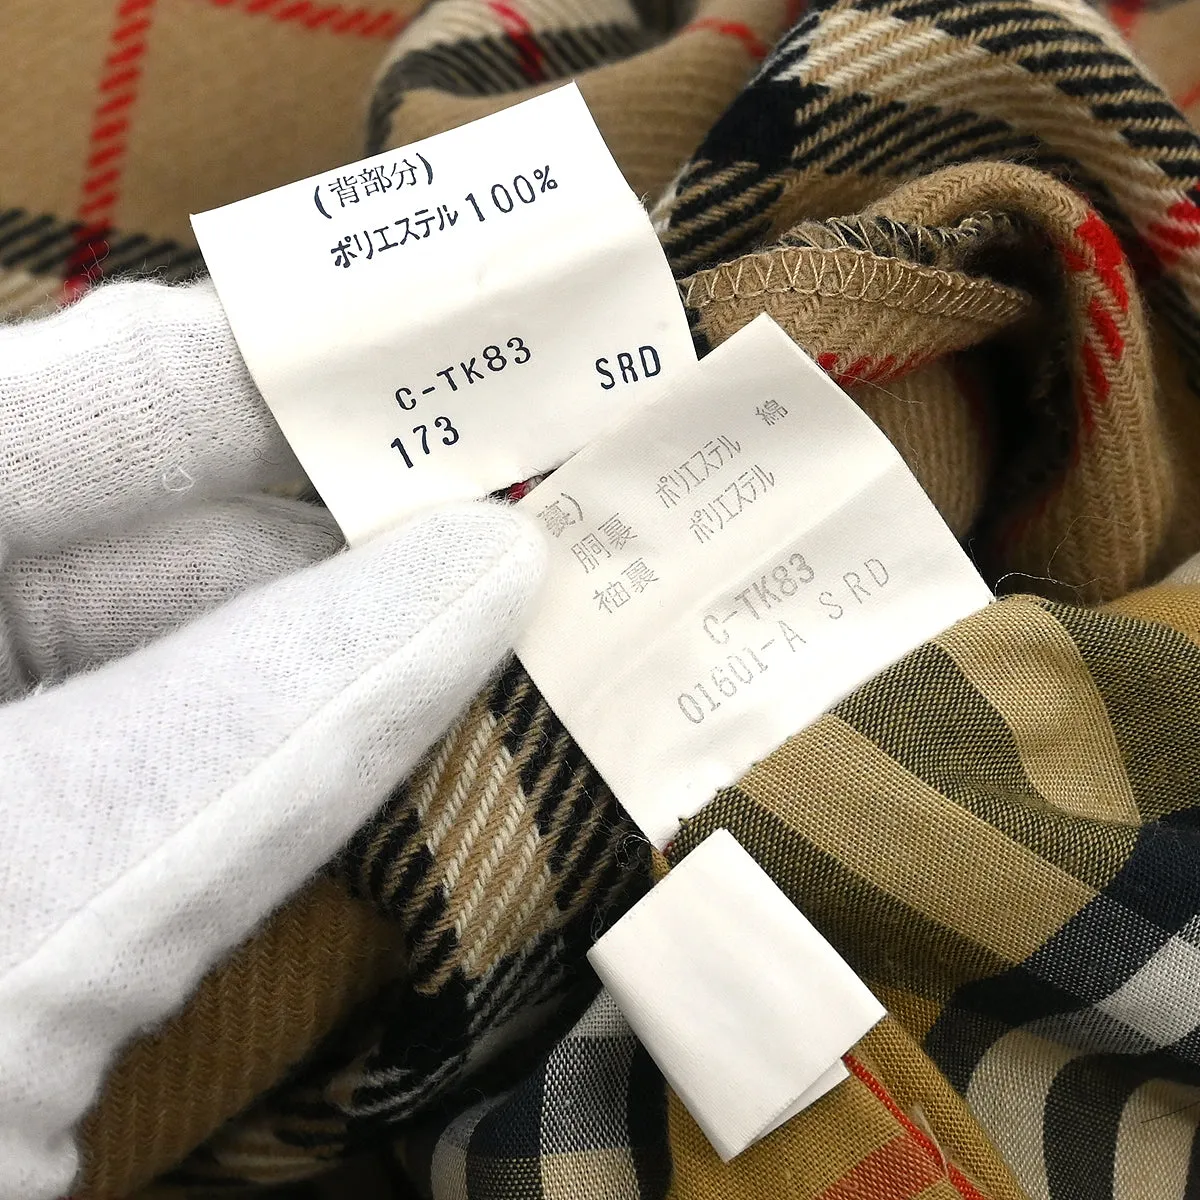 (背部分)
ポリエステル100%
C-TK83
173 SRD
裏)
胴裏 ポリエステル 綿
袖裏 ポリエステル
C-TK83
01601-A SRD